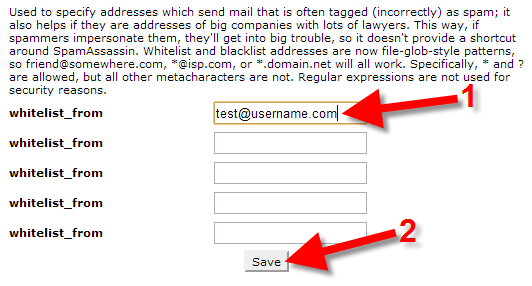 Used to specify addresses which send mail that is often tagged (incorrectly) as spam; it
also helps if they are addresses of big companies with lots of lawyers. This way, if
spammers impersonate them, they'll get into big trouble, so it doesn't provide a shortcut
around SpamAssassin. Whitelist and blacklist addresses are now file-glob-style patterns,
so friend@somewhere.com, *@isp.com, or *.domain.net will all work. Specifically, * and ?
are allowed, but all other metacharacters are not. Regular expressions are not used for
security reasons.
whitelist_from test@username.com 1
whitelist_from
whitelist_from
whitelist_from
whitelist_from 2
Save